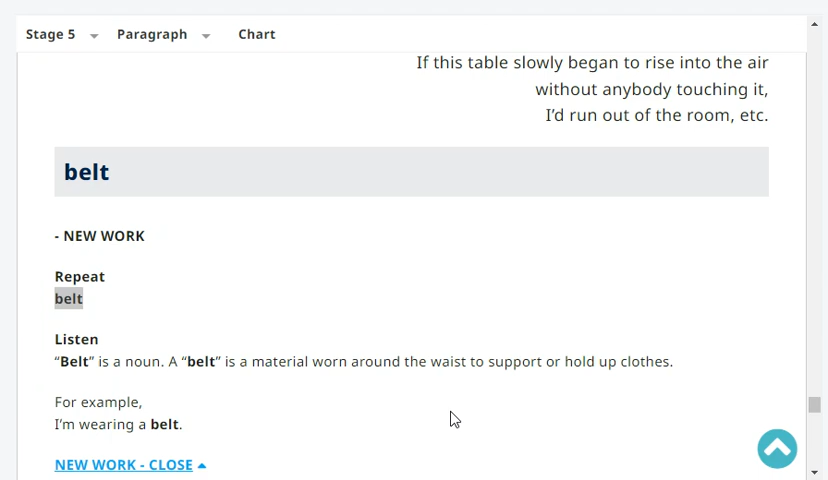 Stage 5 Paragraph Chart
If this table slowly began to rise into the air
without anybody touching it,
I’d run out of the room, etc.
belt
- NEW WORK
Repeat
belt
Listen
“Belt” is a noun. A “belt” is a material worn around the waist to support or hold up clothes.
For example,
I’m wearing a belt.
NEW WORK - CLOSE